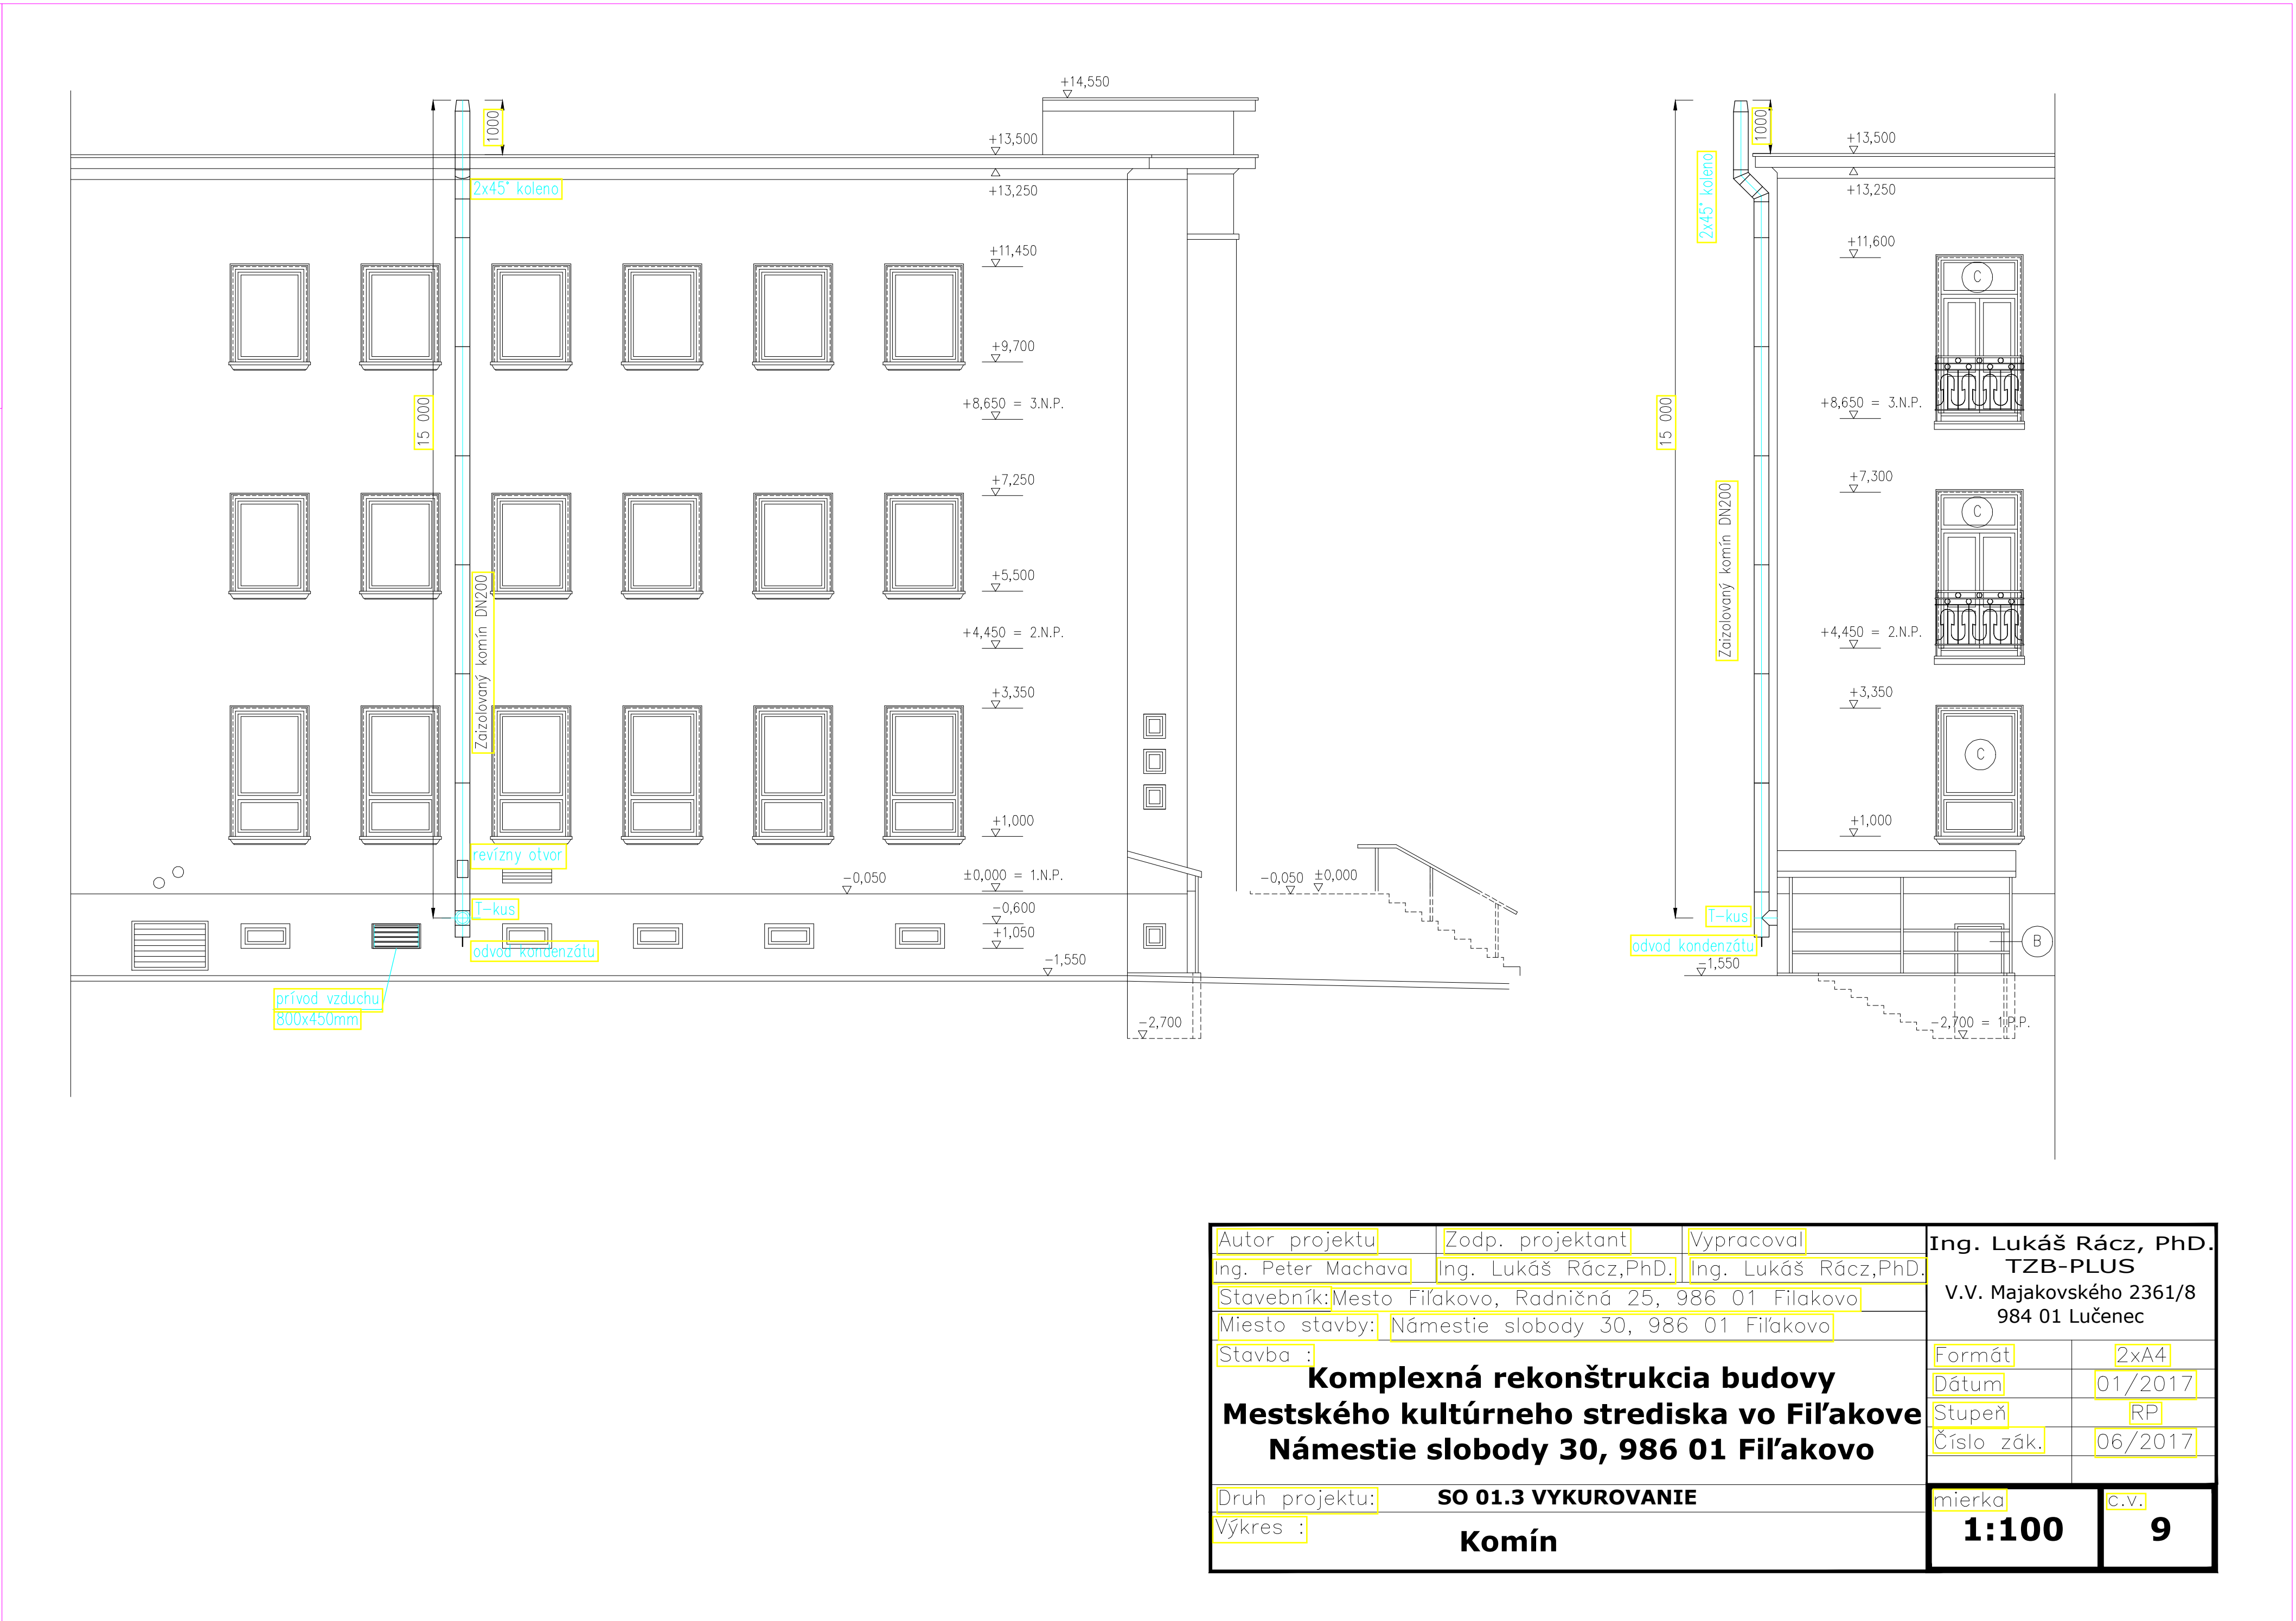 +14,550
1000
+13,500
+13,250
2x45° koleno
+11,450
+9,700
15 000
+8,650 = 3.N.P.
+7,250
+5,500
Zaizolovaný komín DN200
+4,450 = 2.N.P.
+3,350
+1,000
revízny otvor
±0,000 = 1.N.P.
-0,050
T-kus
-0,600
+1,050
odvod kondenzátu
-1,550
prívod vzduchu
800x450mm
-2,700
-0,050
±0,000
1000
+13,500
+13,250
2x45° koleno
+11,600
C
15 000
+8,650 = 3.N.P.
+7,300
C
Zaizolovaný komín DN200
+4,450 = 2.N.P.
+3,350
C
+1,000
T-kus
odvod kondenzátu
B
-1,550
-2,700 = 1.P.P.
Autor projektu
Zodp. projektant
Vypracoval
Ing. Peter Machava
Ing. Lukáš Rácz,PhD.
Ing. Lukáš Rácz,PhD.
Stavebník: Mesto Fiľakovo, Radničná 25, 986 01 Filakovo
Miesto stavby: Námestie slobody 30, 986 01 Fiľakovo
Stavba :
Komplexná rekonštrukcia budovy
Mestského kultúrneho strediska vo Fiľakove
Námestie slobody 30, 986 01 Fiľakovo
Druh projektu: SO 01.3 VYKUROVANIE
Výkres :
Komín
Ing. Lukáš Rácz, PhD.
TZB-PLUS
V.V. Majakovského 2361/8
984 01 Lučenec
Formát 2xA4
Dátum 01/2017
Stupeň RP
Číslo zák. 06/2017
mierka
1:100
c.v.
9